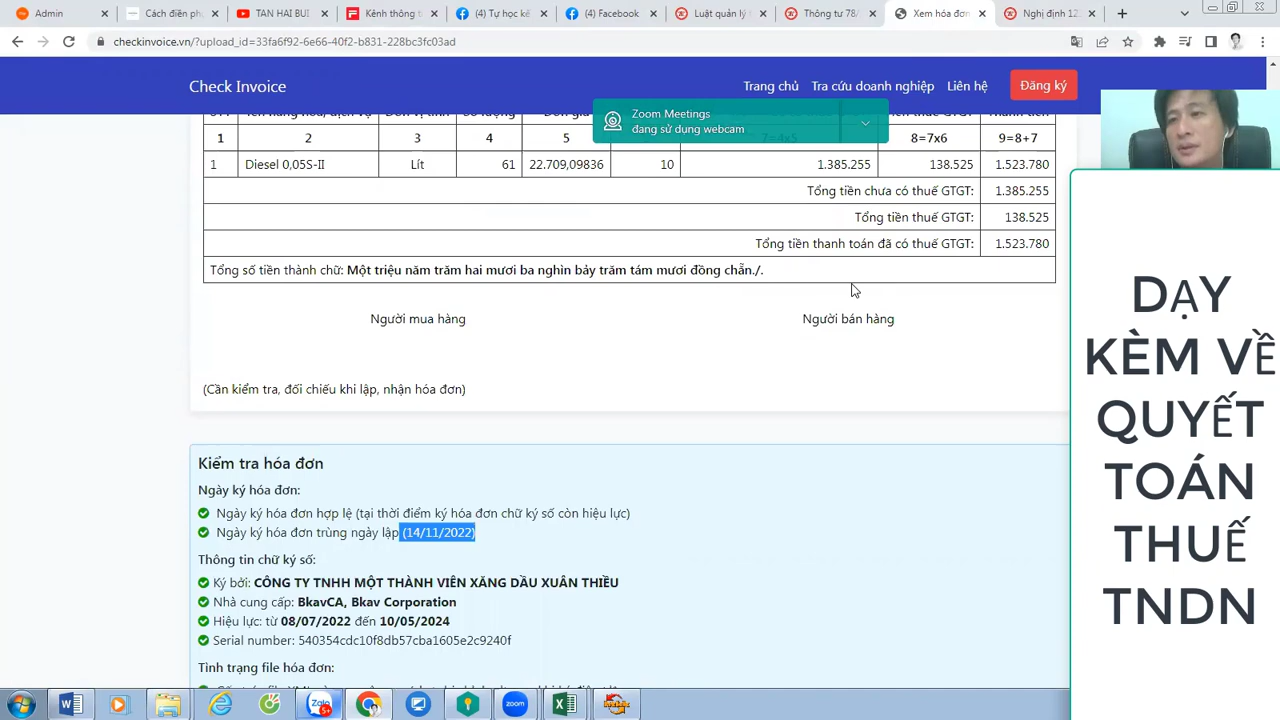 Admin
Cách điền ph
TAN HAI BUI
Kênh thông t
(4) Tự học kế
(4) Facebook
Luật quản lý t
Thông tư 78/
Xem hóa đơn
Nghị định 12
checkinvoice.vn/?upload_id=33fa6f92-6e66-40f2-b831-228bc3fc03ad
Check Invoice
Trang chủ
Tra cứu doanh nghiệp
Liên hệ
Đăng ký
Zoom Meetings
đang sử dụng webcam
1 2 3 4 5 7=4x5 8=7x6 9=8+7
1 Diesel 0,05S-II Lít 61 22.709,09836 10 1.385.255 138.525 1.523.780
Tổng tiền chưa có thuế GTGT: 1.385.255
Tổng tiền thuế GTGT: 138.525
Tổng tiền thanh toán đã có thuế GTGT: 1.523.780
Tổng số tiền thành chữ: Một triệu năm trăm hai mươi ba nghìn bảy trăm tám mươi đồng chẵn./.
Người mua hàng
Người bán hàng
(Cần kiểm tra, đối chiếu khi lập, nhận hóa đơn)
Kiểm tra hóa đơn
Ngày ký hóa đơn:
Ngày ký hóa đơn hợp lệ (tại thời điểm ký hóa đơn chữ ký số còn hiệu lực)
Ngày ký hóa đơn trùng ngày lập (14/11/2022)
Thông tin chữ ký số:
Ký bởi: CÔNG TY TNHH MỘT THÀNH VIÊN XĂNG DẦU XUÂN THIỀU
Nhà cung cấp: BkavCA, Bkav Corporation
Hiệu lực: từ 08/07/2022 đến 10/05/2024
Serial number: 540354cdc10f8db57cba1605e2c9240f
Tình trạng file hóa đơn:
DẠY
KÈM VỀ
QUYẾT
TOÁN
THUẾ
TNDN